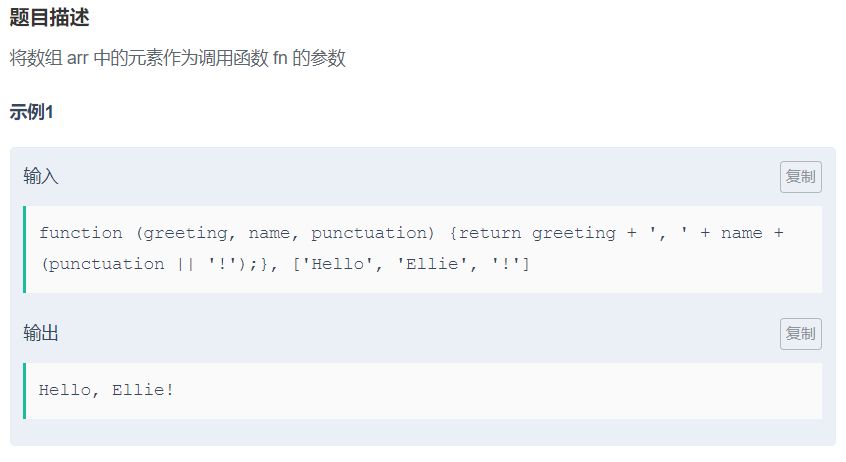 题目描述
将数组 arr 中的元素作为调用函数 fn 的参数
示例1
输入
复制
function (greeting, name, punctuation) {return greeting + ', ' + name +
(punctuation || '!');}, ['Hello', 'Ellie', '!']
输出
复制
Hello, Ellie!